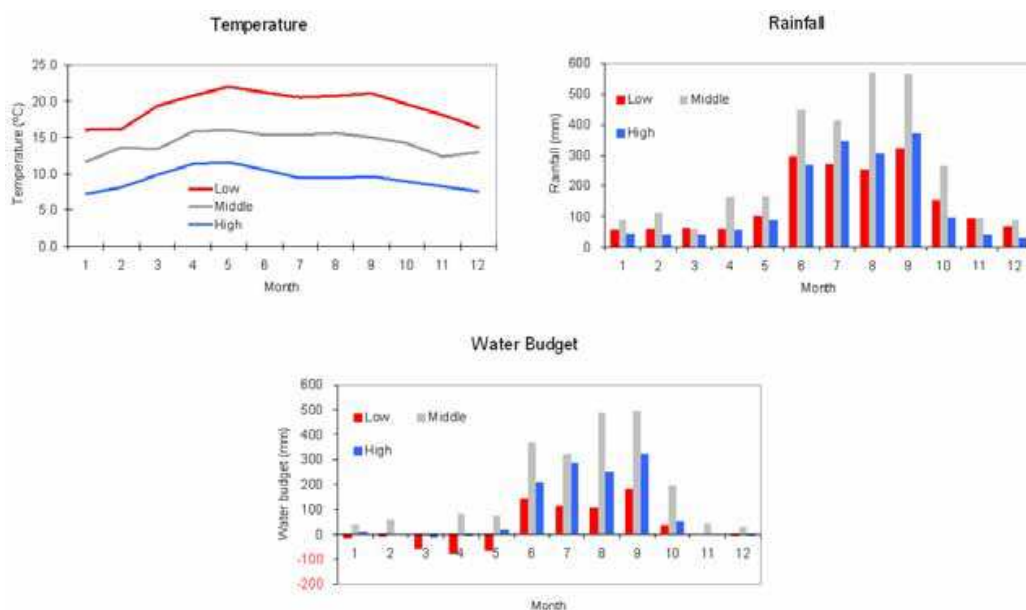 Temperature
25.0
20.0
15.0
10.0
5.0
0.0
Temperature (ºC)
Low
Middle
High
1 2 3 4 5 6 7 8 9 10 11 12
Month
Rainfall
600
500
400
300
200
100
0
Rainfall (mm)
Low Middle
High
1 2 3 4 5 6 7 8 9 10 11 12
Month
Water Budget
600
500
400
300
200
100
0
-100
-200
Water budget (mm)
Low Middle
High
1 2 3 4 5 6 7 8 9 10 11 12
Month